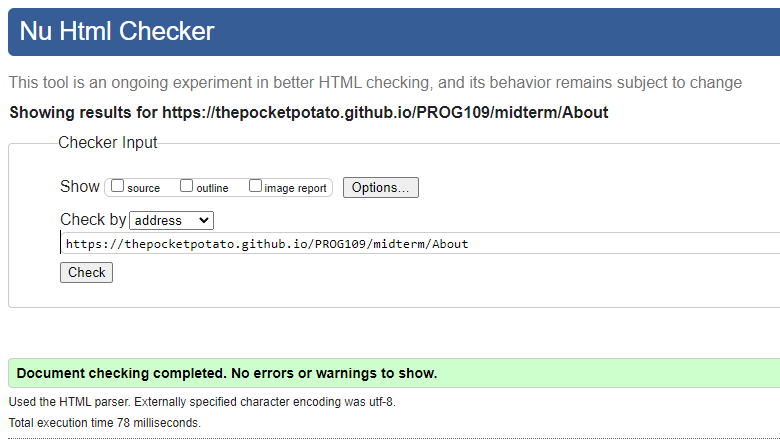 Nu Html Checker
This tool is an ongoing experiment in better HTML checking, and its behavior remains subject to change
Showing results for https://thepocketpotato.github.io/PROG109/midterm/About
Checker Input
Show source outline image report Options...
Check by address
https://thepocketpotato.github.io/PROG109/midterm/About
Check
Document checking completed. No errors or warnings to show.
Used the HTML parser. Externally specified character encoding was utf-8.
Total execution time 78 milliseconds.